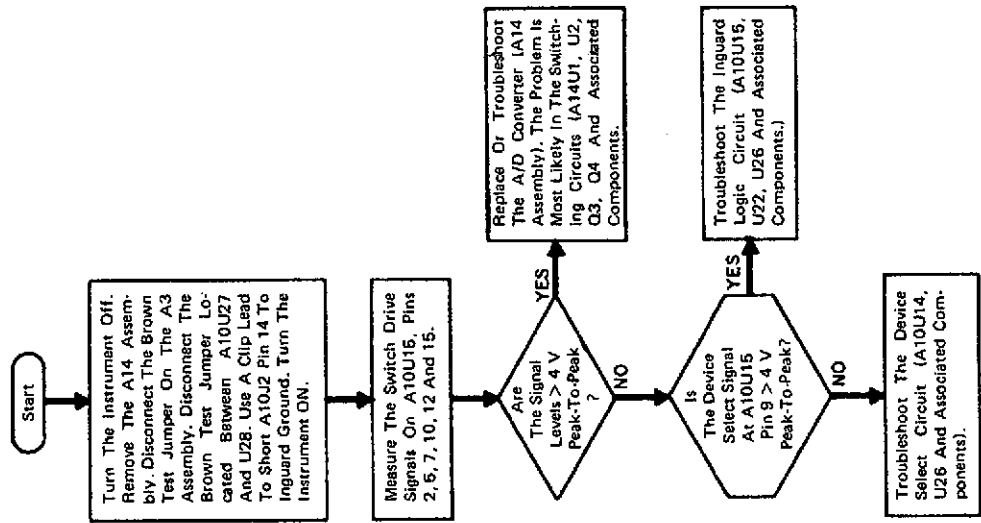 Start
Turn The Instrument Off.
Remove The A14 Assem-
bly. Disconnect The Brown
Test Jumper On The A3
Assembly. Disconnect The
Brown Test Jumper Lo-
cated Between A10U27
And U28. Use A Clip Lead
To Short A10J2 Pin 14 To
Inguard Ground. Turn The
Instrument ON.
Measure The Switch Drive
Signals On A10U15, Pins
2, 5, 7, 10, 12 And 15.
Are
The Signal
Levels > 4 V
Peak-To-Peak
?
YES
Replace Or Troubleshoot
The A/D Converter (A14
Assembly). The Problem Is
Most Likely In The Switch-
ing Circuits (A14U1, U2,
Q3, Q4 And Associated
Components.
NO
Is
The Device
Select Signal
At A10U15
Pin 9 > 4 V
Peak-To-Peak?
YES
Troubleshoot The Inguard
Logic Circuit (A10U15,
U22, U26 And Associated
Components.)
NO
Troubleshoot The Device
Select Circuit (A10U14,
U26 And Associated Com-
ponents).